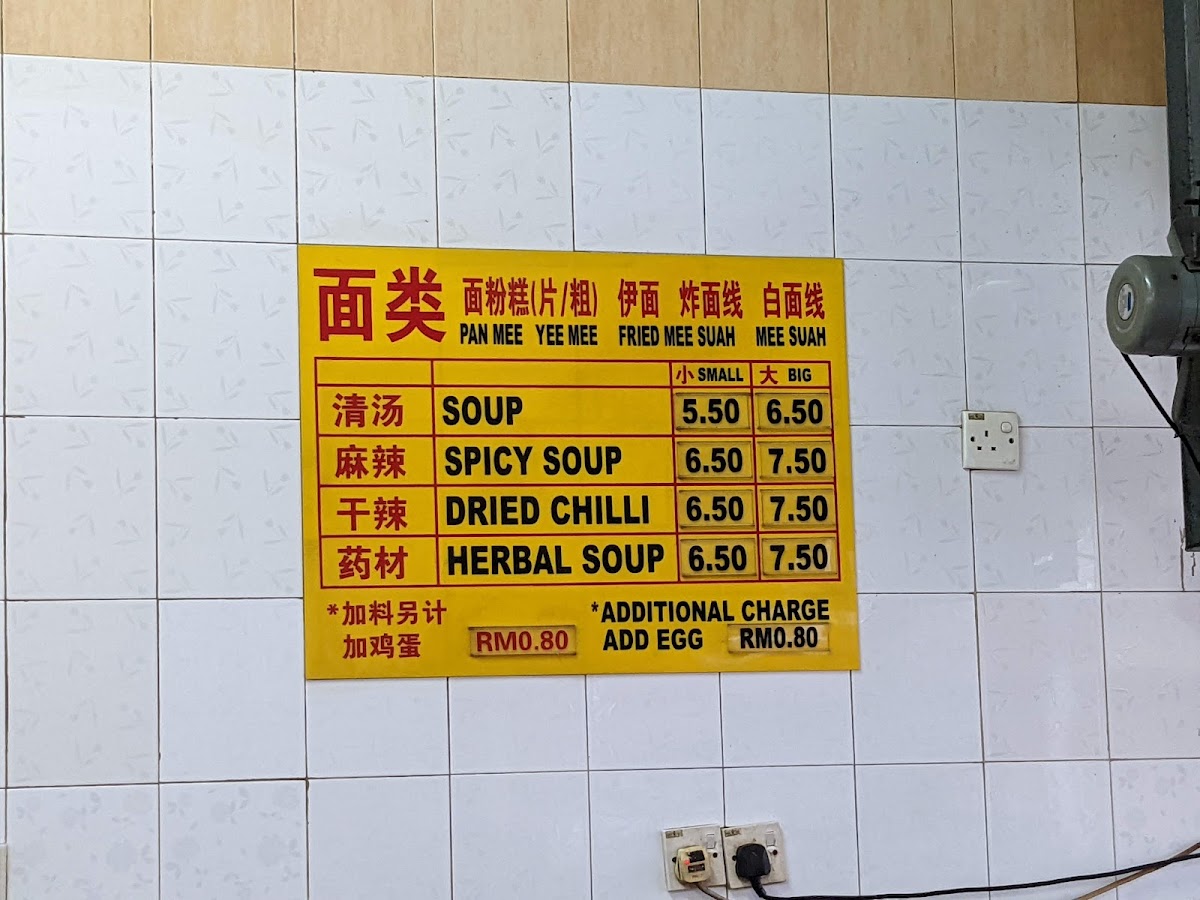 面类 面粉糕(片/粗) 伊面 炸面线 白面线
PAN MEE YEE MEE FRIED MEE SUAH MEE SUAH
小 SMALL 大 BIG
清汤 SOUP 5.50 6.50
麻辣 SPICY SOUP 6.50 7.50
干辣 DRIED CHILLI 6.50 7.50
药材 HERBAL SOUP 6.50 7.50
*加料另计 *ADDITIONAL CHARGE
加鸡蛋 RM0.80 ADD EGG RM0.80